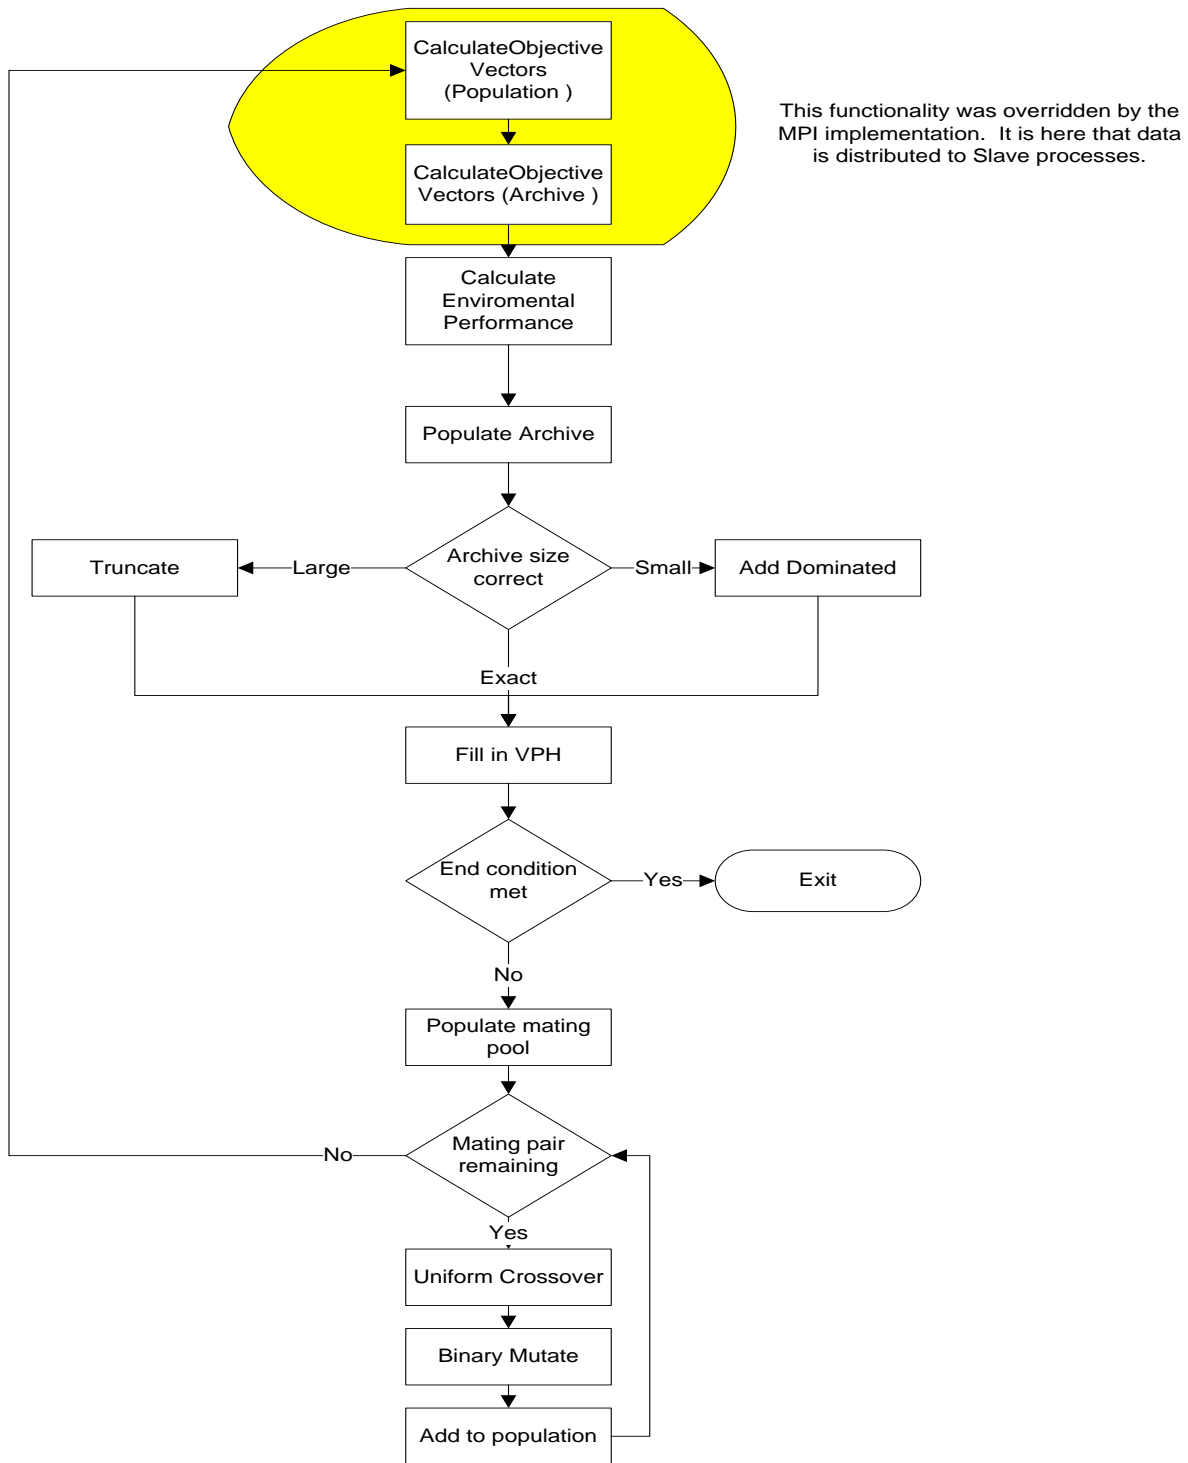 CalculateObjective
Vectors
(Population )
This functionality was overridden by the
MPI implementation.  It is here that data
is distributed to Slave processes.
CalculateObjective
Vectors (Archive )
Calculate
Enviromental
Performance
Populate Archive
Archive size
correct
Large
Truncate
Small
Add Dominated
Exact
Fill in VPH
End condition
met
Yes
Exit
No
Populate mating
pool
Mating pair
remaining
No
Yes
Uniform Crossover
Binary Mutate
Add to population